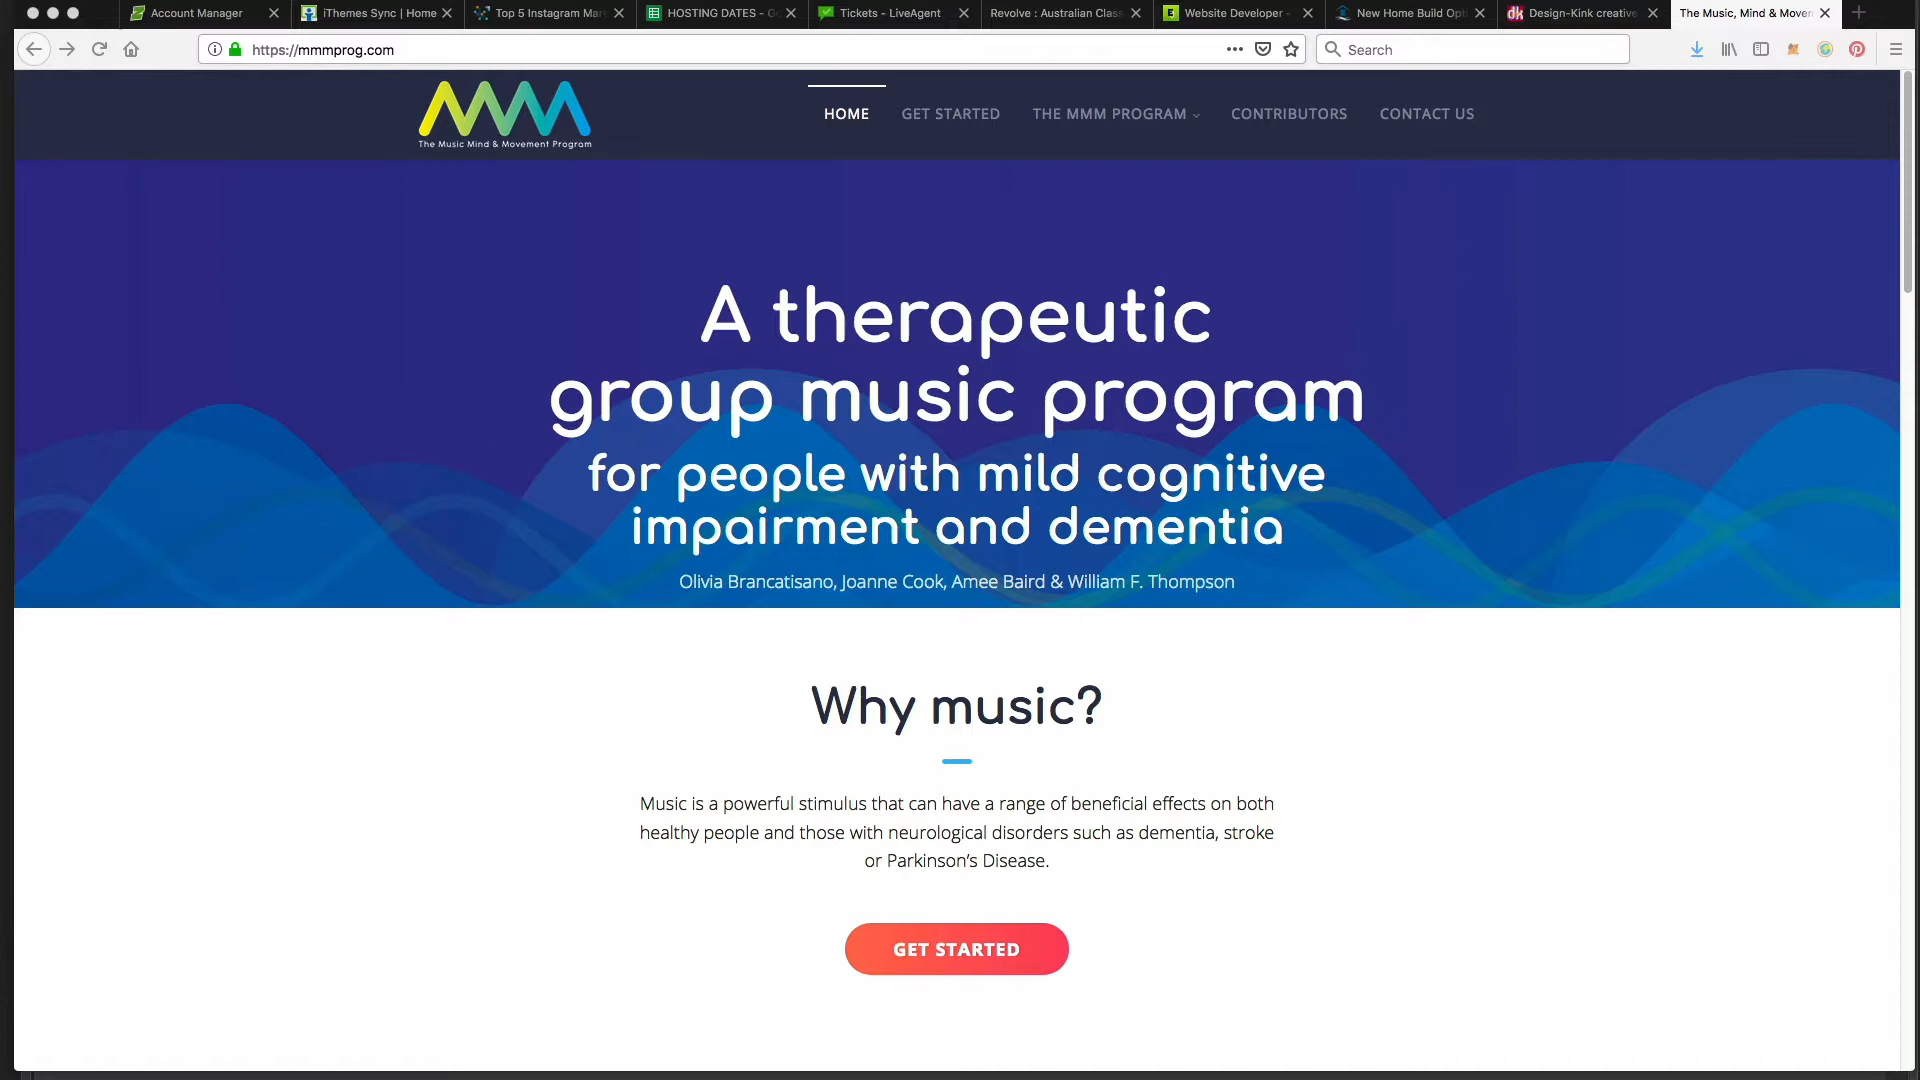 Account Manager
iThemes Sync | Home
Top 5 Instagram Mar
HOSTING DATES - Go
Tickets - LiveAgent
Revolve : Australian Class
Website Developer -
New Home Build Opti
Design-Kink creative
The Music, Mind & Movem
https://mmmprog.com
Search
The Music Mind & Movement Program
HOME
GET STARTED
THE MMM PROGRAM
CONTRIBUTORS
CONTACT US
A therapeutic
group music program
for people with mild cognitive
impairment and dementia
Olivia Brancatisano, Joanne Cook, Amee Baird & William F. Thompson
Why music?
Music is a powerful stimulus that can have a range of beneficial effects on both
healthy people and those with neurological disorders such as dementia, stroke
or Parkinson's Disease.
GET STARTED